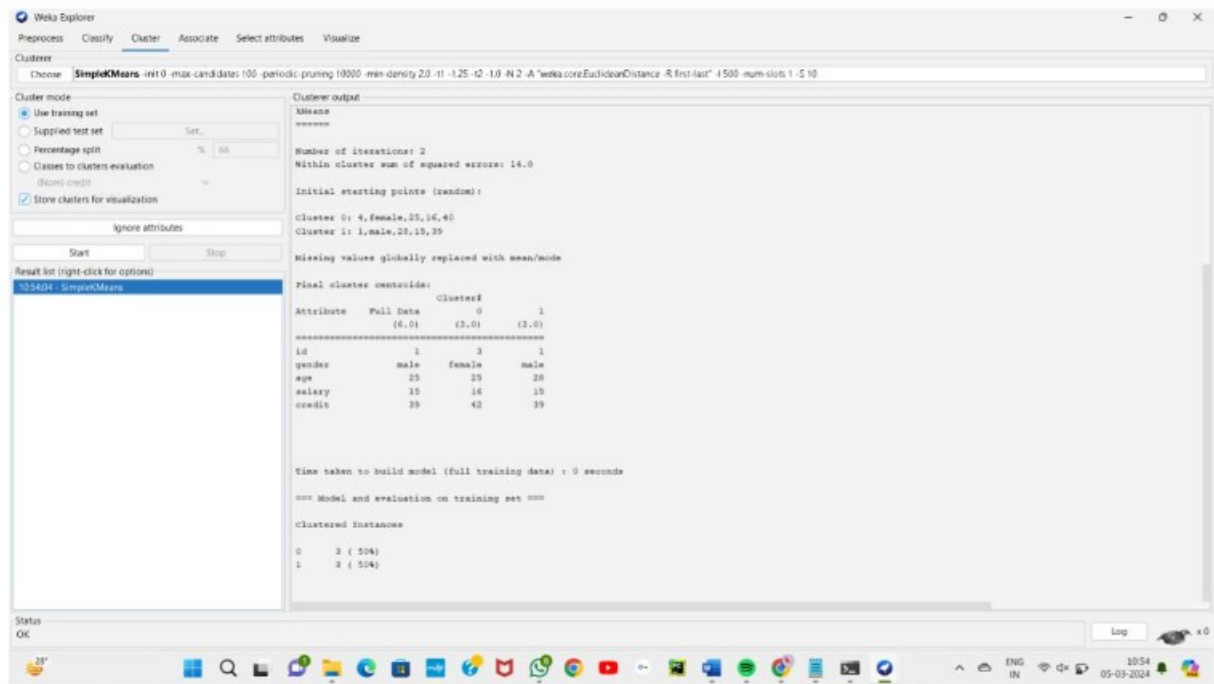 Weka Explorer
Preprocess Classify Cluster Associate Select attributes Visualize
Clusterer
Choose SimpleKMeans -init 0 -max-candidates 100 -periodic-pruning 10000 -min-density 2.0 -t1 -1.25 -t2 -1.0 -N 2 -A "weka.core.EuclideanDistance -R first-last" -I 500 -num-slots 1 -S 10
Cluster mode
Use training set
Supplied test set Set...
Percentage split % 66
Classes to clusters evaluation
(Nom) credit
Store clusters for visualization
Ignore attributes
Start Stop
Result list (right-click for options)
10:54:04 - SimpleKMeans
Clusterer output
kMeans
======
Number of iterations: 2
Within cluster sum of squared errors: 14.0
Initial starting points (random):
Cluster 0: 4,female,25,16,40
Cluster 1: 1,male,28,15,39
Missing values globally replaced with mean/mode
Final cluster centroids:
Cluster#
Attribute Full Data 0 1
(6.0) (3.0) (3.0)
============================================
id 1 3 1
gender male female male
age 25 25 28
salary 15 16 15
credit 39 42 39
Time taken to build model (full training data) : 0 seconds
=== Model and evaluation on training set ===
Clustered Instances
0 3 ( 50%)
1 3 ( 50%)
Status
OK
Log x 0
28°
ENG
IN
10:54
05-03-2024